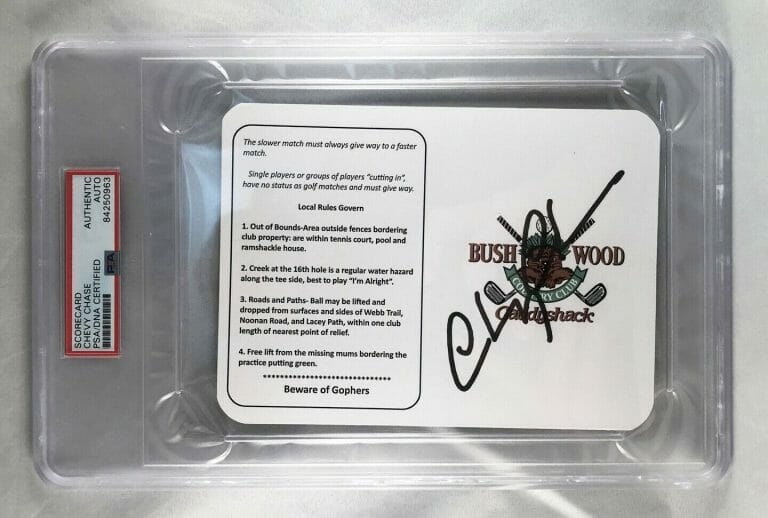 SCORECARD
CHEVY CHASE
PSA/DNA CERTIFIED
AUTHENTIC
AUTO
84250963
PSA
The slower match must always give way to a faster
match.
Single players or groups of players "cutting in",
have no status as golf matches and must give way.
Local Rules Govern
1. Out of Bounds-Area outside fences bordering
club property: are within tennis court, pool and
ramshackle house.
2. Creek at the 16th hole is a regular water hazard
along the tee side, best to play "I'm Alright".
3. Roads and Paths- Ball may be lifted and
dropped from surfaces and sides of Webb Trail,
Noonan Road, and Lacey Path, within one club
length of nearest point of relief.
4. Free lift from the missing mums bordering the
practice putting green.
******************************
Beware of Gophers
BUSH WOOD
COUNTRY CLUB
Caddyshack